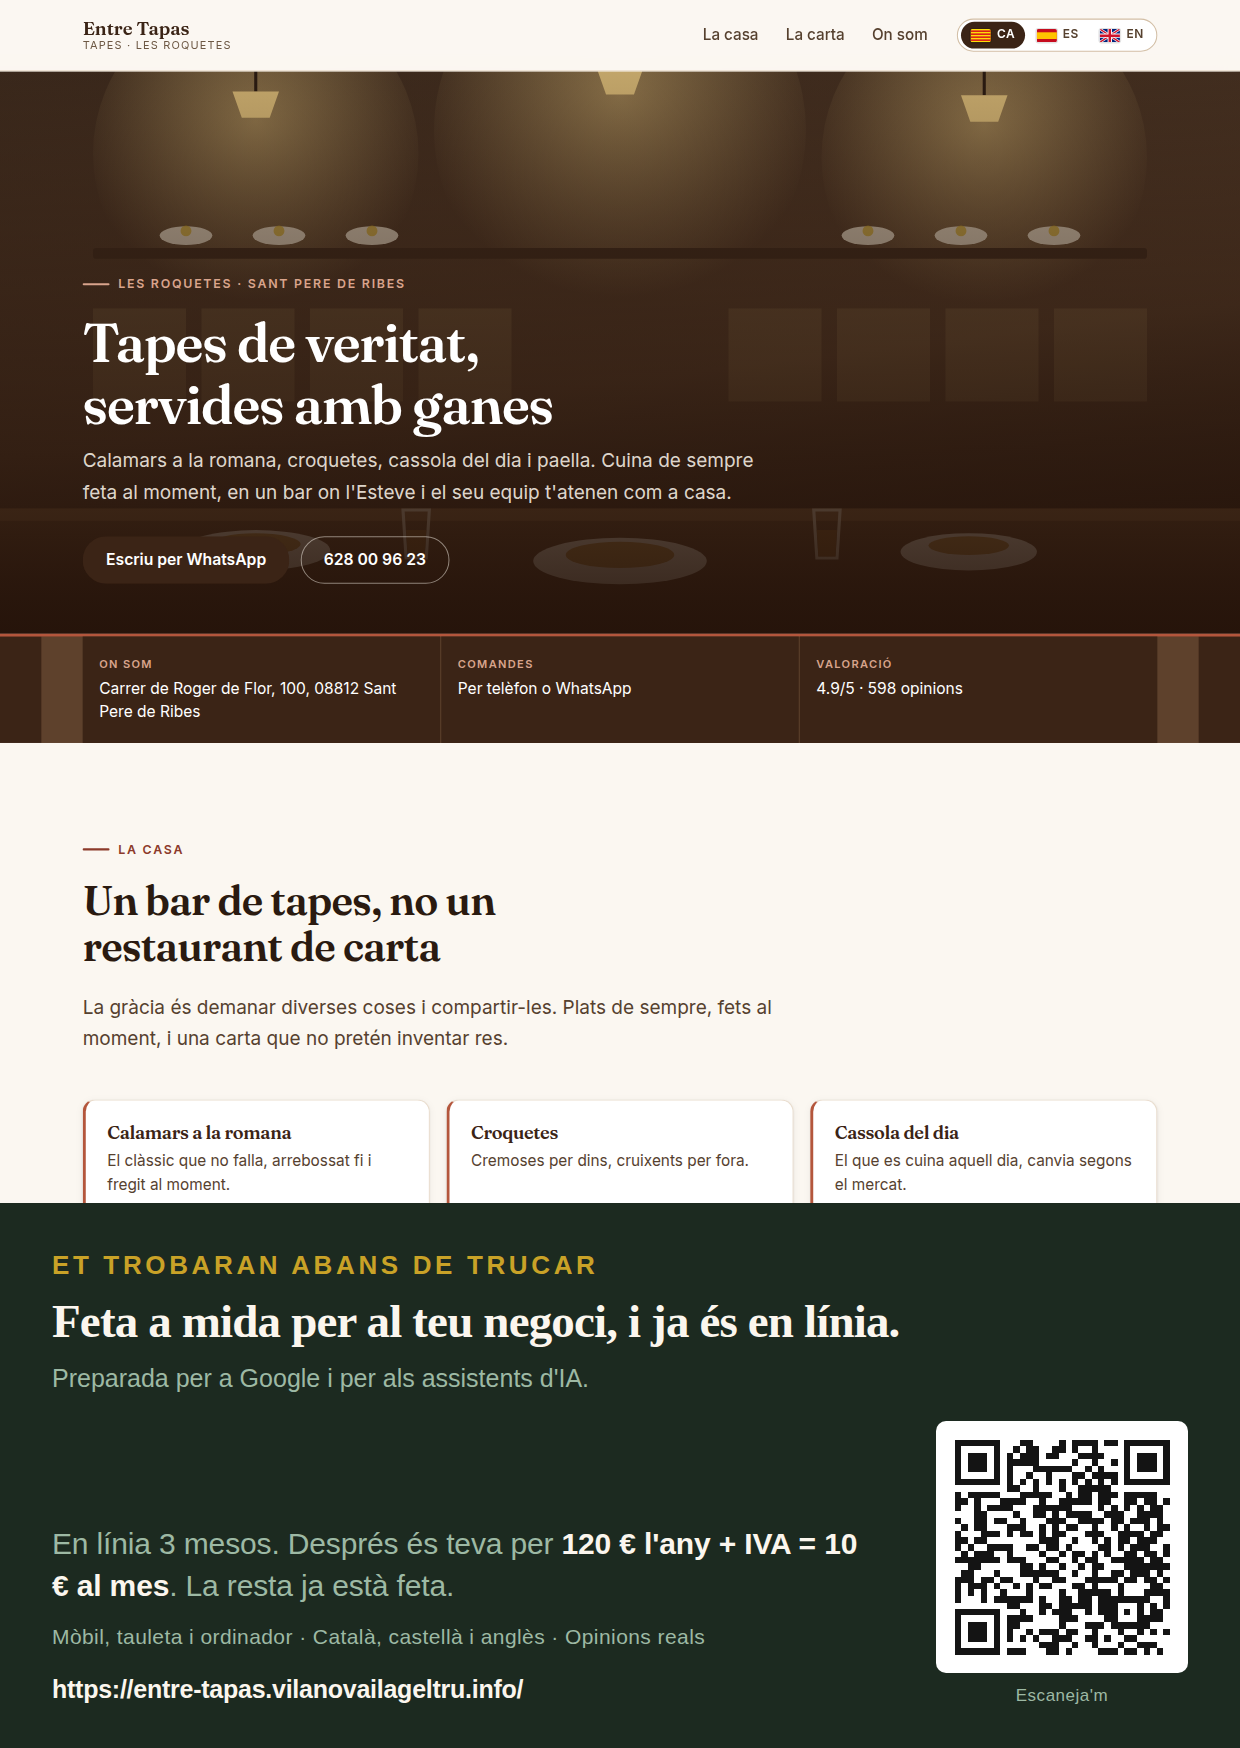 Entre Tapas
TAPES · LES ROQUETES
La casa
La carta
On som
CA
ES
EN
LES ROQUETES · SANT PERE DE RIBES
Tapes de veritat,
servides amb ganes
Calamars a la romana, croquetes, cassola del dia i paella. Cuina de sempre
feta al moment, en un bar on l'Esteve i el seu equip t'atenen com a casa.
Escriu per WhatsApp
628 00 96 23
ON SOM
Carrer de Roger de Flor, 100, 08812 Sant
Pere de Ribes
COMANDES
Per telèfon o WhatsApp
VALORACIÓ
4.9/5 · 598 opinions
LA CASA
Un bar de tapes, no un
restaurant de carta
La gràcia és demanar diverses coses i compartir-les. Plats de sempre, fets al
moment, i una carta que no pretén inventar res.
Calamars a la romana
El clàssic que no falla, arrebossat fi i
fregit al moment.
Croquetes
Cremoses per dins, cruixents per fora.
Cassola del dia
El que es cuina aquell dia, canvia segons
el mercat.
ET TROBARAN ABANS DE TRUCAR
Feta a mida per al teu negoci, i ja és en línia.
Preparada per a Google i per als assistents d'IA.
En línia 3 mesos. Després és teva per 120 € l'any + IVA = 10
€ al mes. La resta ja està feta.
Mòbil, tauleta i ordinador · Català, castellà i anglès · Opinions reals
https://entre-tapas.vilanovailageltru.info/
Escaneja'm